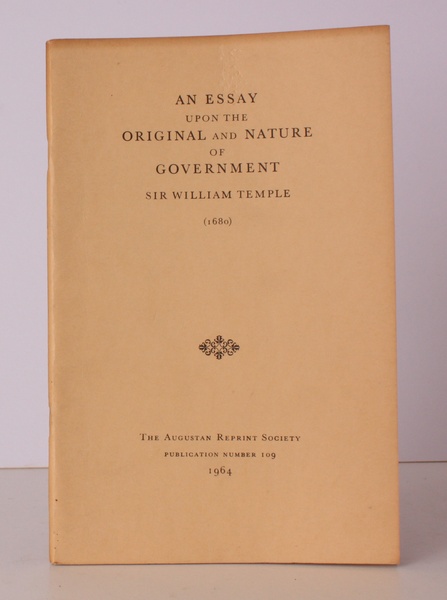 AN ESSAY
UPON THE
ORIGINAL AND NATURE
OF
GOVERNMENT
SIR WILLIAM TEMPLE
(1680)
THE AUGUSTAN REPRINT SOCIETY
PUBLICATION NUMBER 109
1964